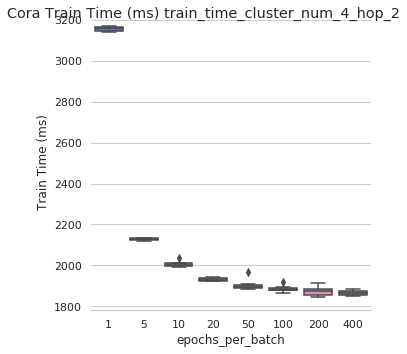 Cora Train Time (ms) train_time_cluster_num_4_hop_2
3200
3000
2800
2600
2400
2200
2000
1800
Train Time (ms)
1 5 10 20 50 100 200 400
epochs_per_batch